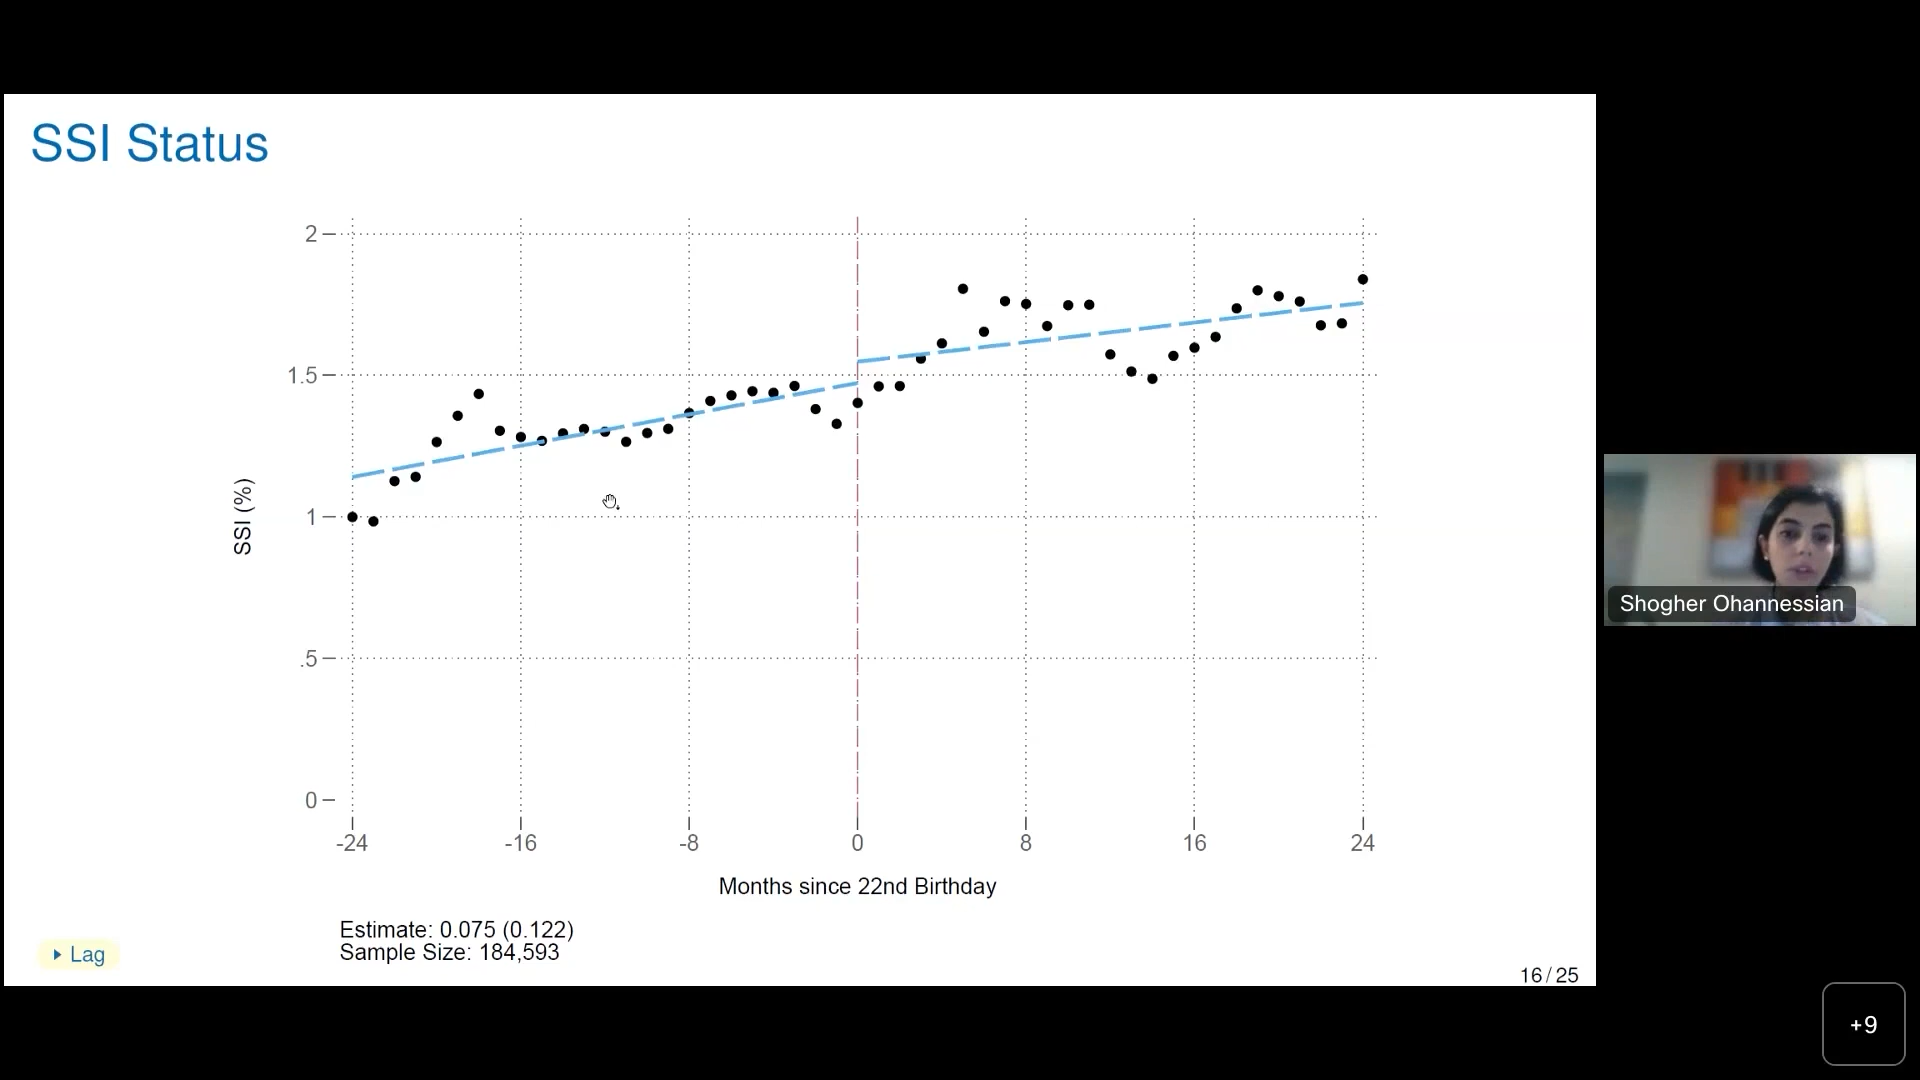 SSI Status
2
1.5
1
.5
0
SSI (%)
-24 -16 -8 0 8 16 24
Months since 22nd Birthday
Estimate: 0.075 (0.122)
Sample Size: 184,593
Lag
16/25
Shogher Ohannessian
+9